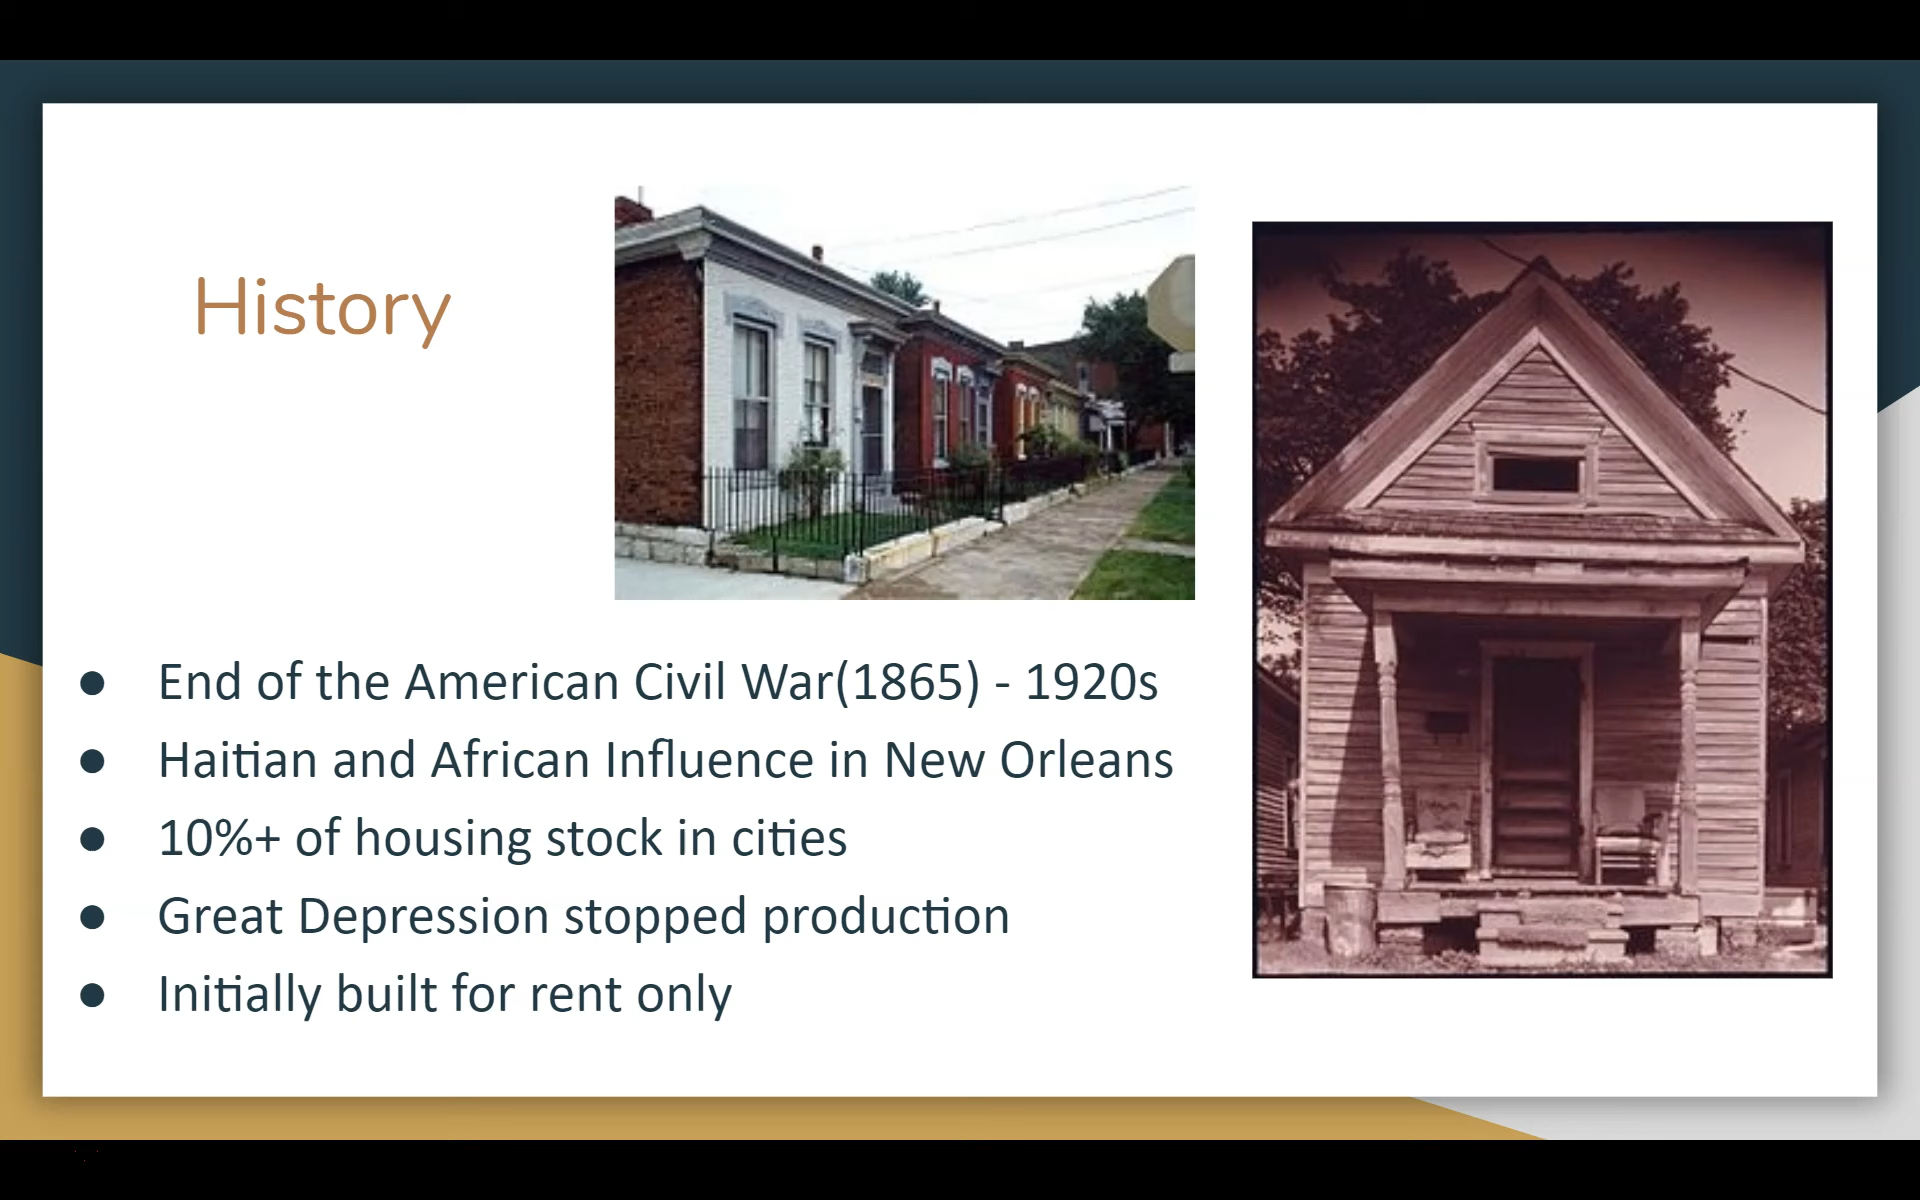 History
● End of the American Civil War(1865) - 1920s
● Haitian and African Influence in New Orleans
● 10%+ of housing stock in cities
● Great Depression stopped production
● Initially built for rent only